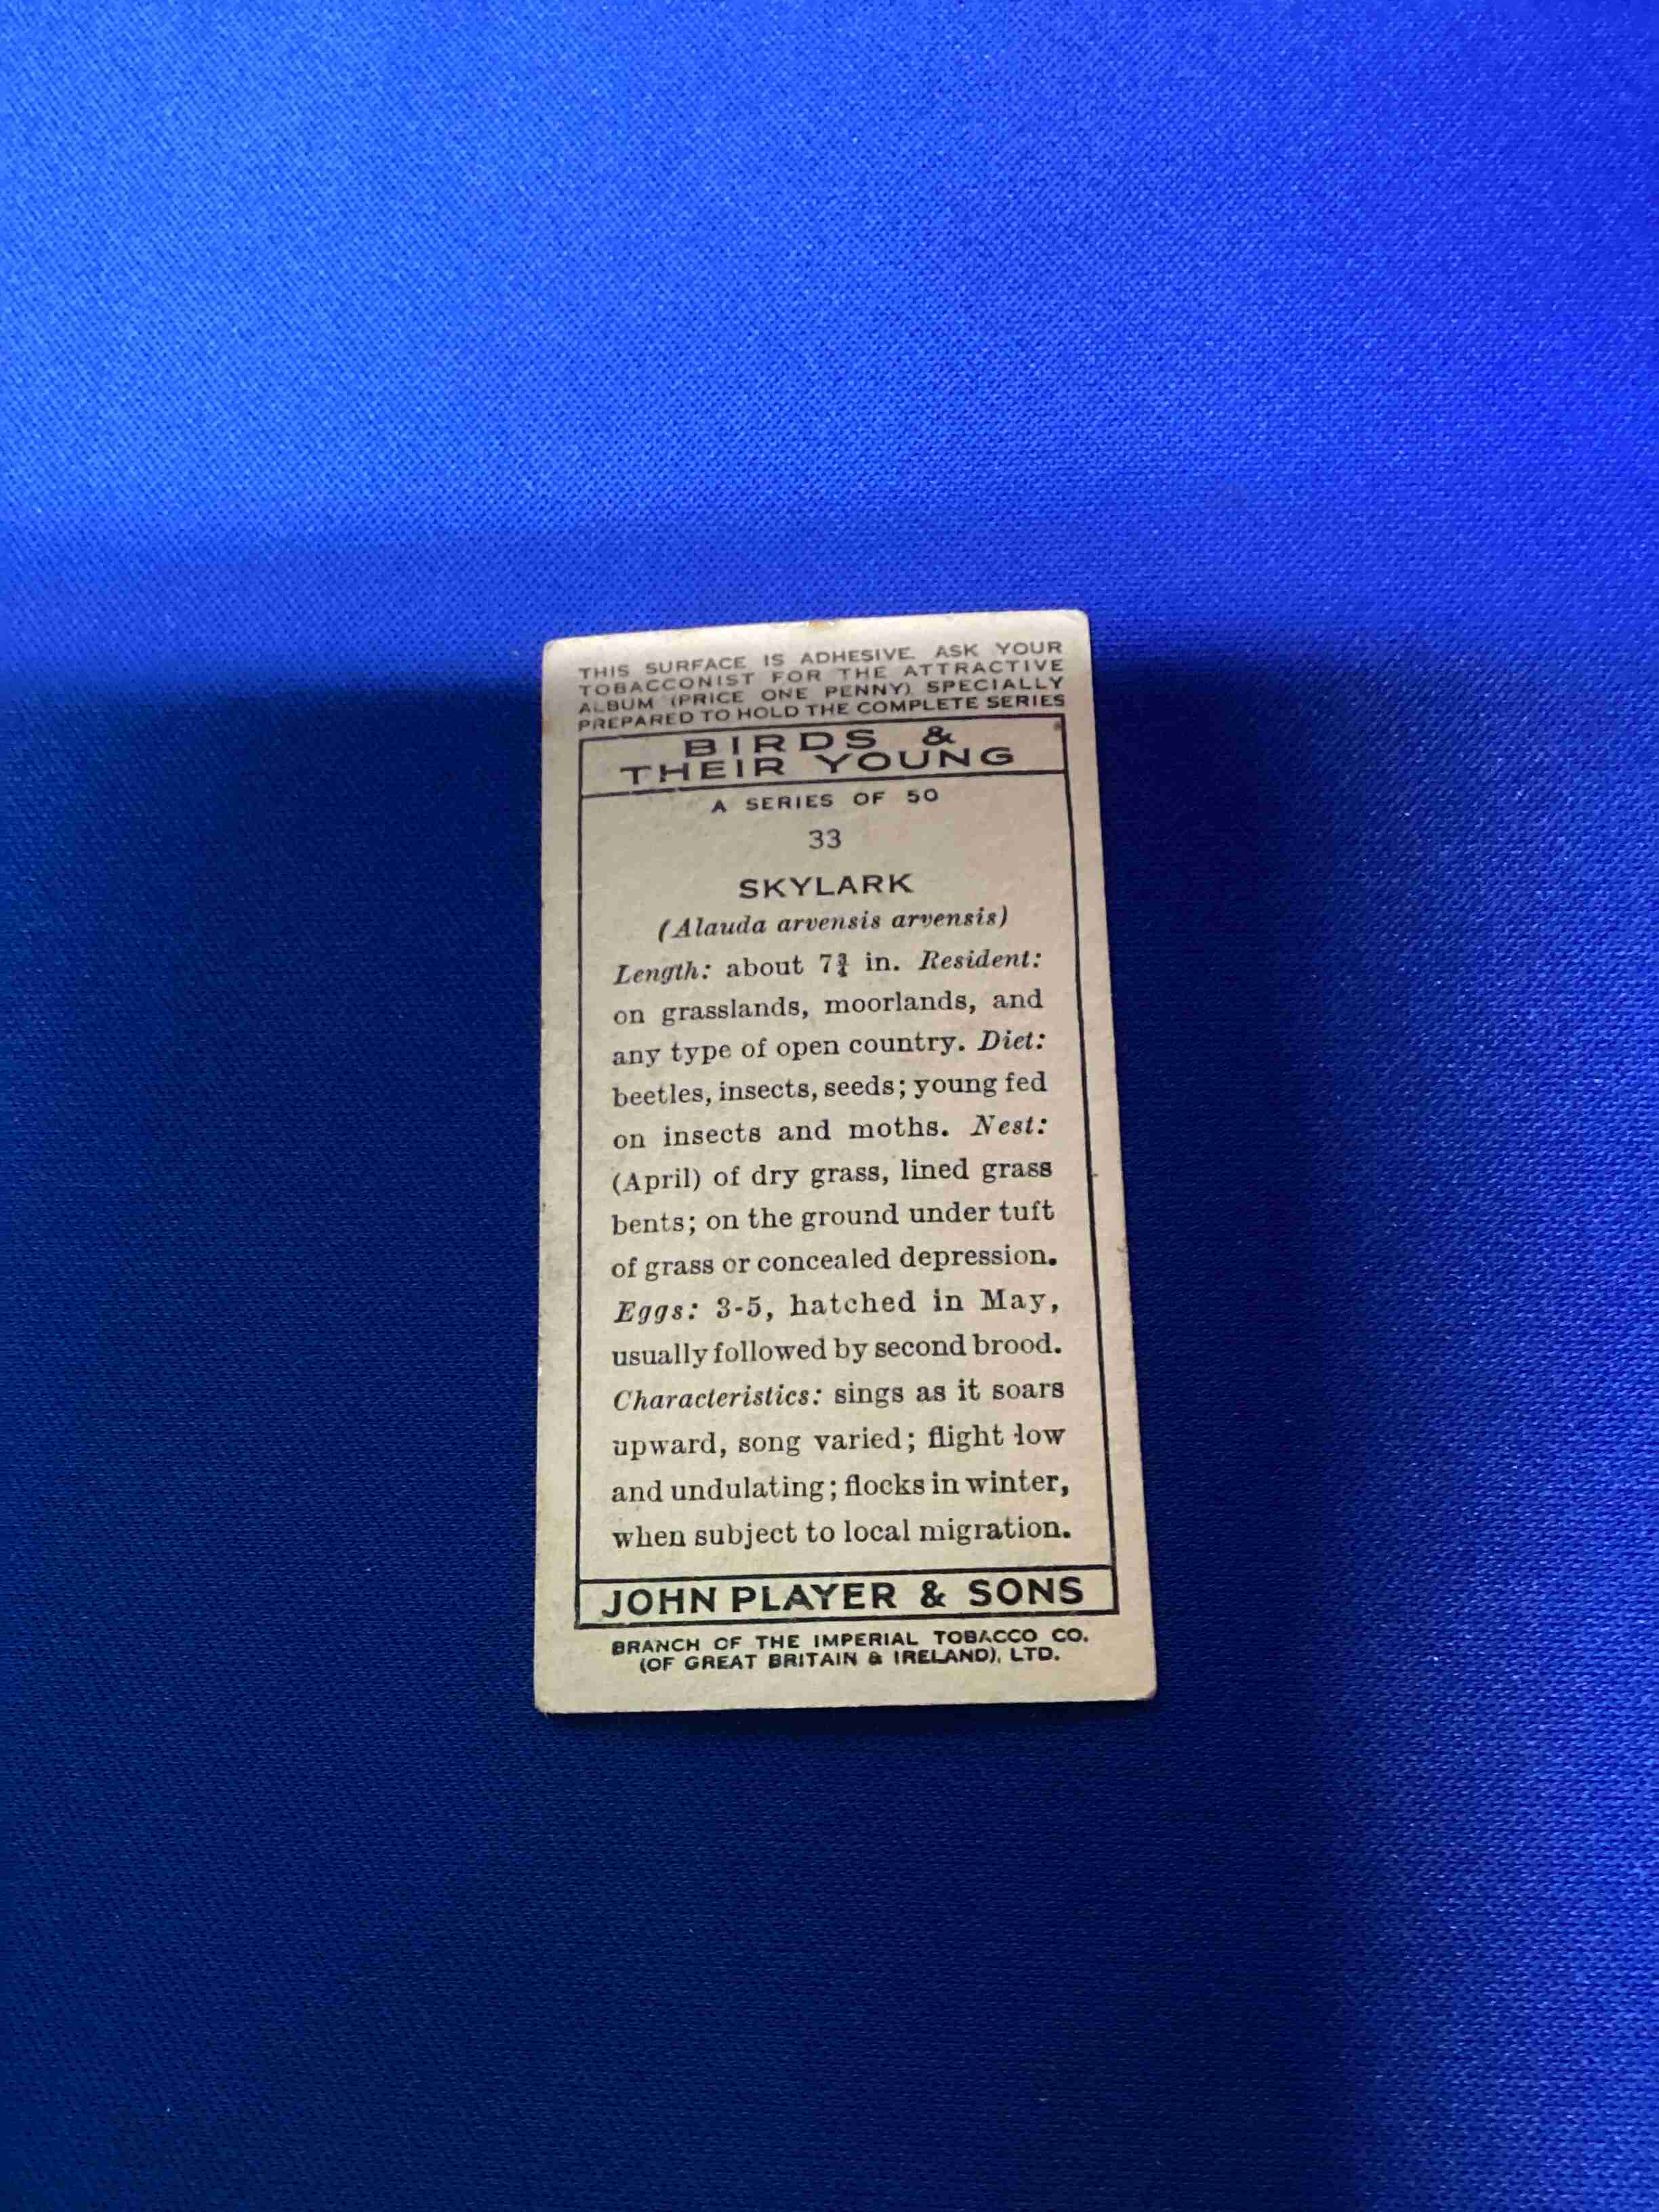 THIS SURFACE IS ADHESIVE. ASK YOUR
TOBACCONIST FOR THE ATTRACTIVE
ALBUM (PRICE ONE PENNY) SPECIALLY
PREPARED TO HOLD THE COMPLETE SERIES
BIRDS &
THEIR YOUNG
A SERIES OF 50
33
SKYLARK
(Alauda arvensis arvensis)
Length: about 7¾ in. Resident:
on grasslands, moorlands, and
any type of open country. Diet:
beetles, insects, seeds; young fed
on insects and moths. Nest:
(April) of dry grass, lined grass
bents; on the ground under tuft
of grass or concealed depression.
Eggs: 3-5, hatched in May,
usually followed by second brood.
Characteristics: sings as it soars
upward, song varied; flight low
and undulating; flocks in winter,
when subject to local migration.
JOHN PLAYER & SONS
BRANCH OF THE IMPERIAL TOBACCO CO.
(OF GREAT BRITAIN & IRELAND), LTD.